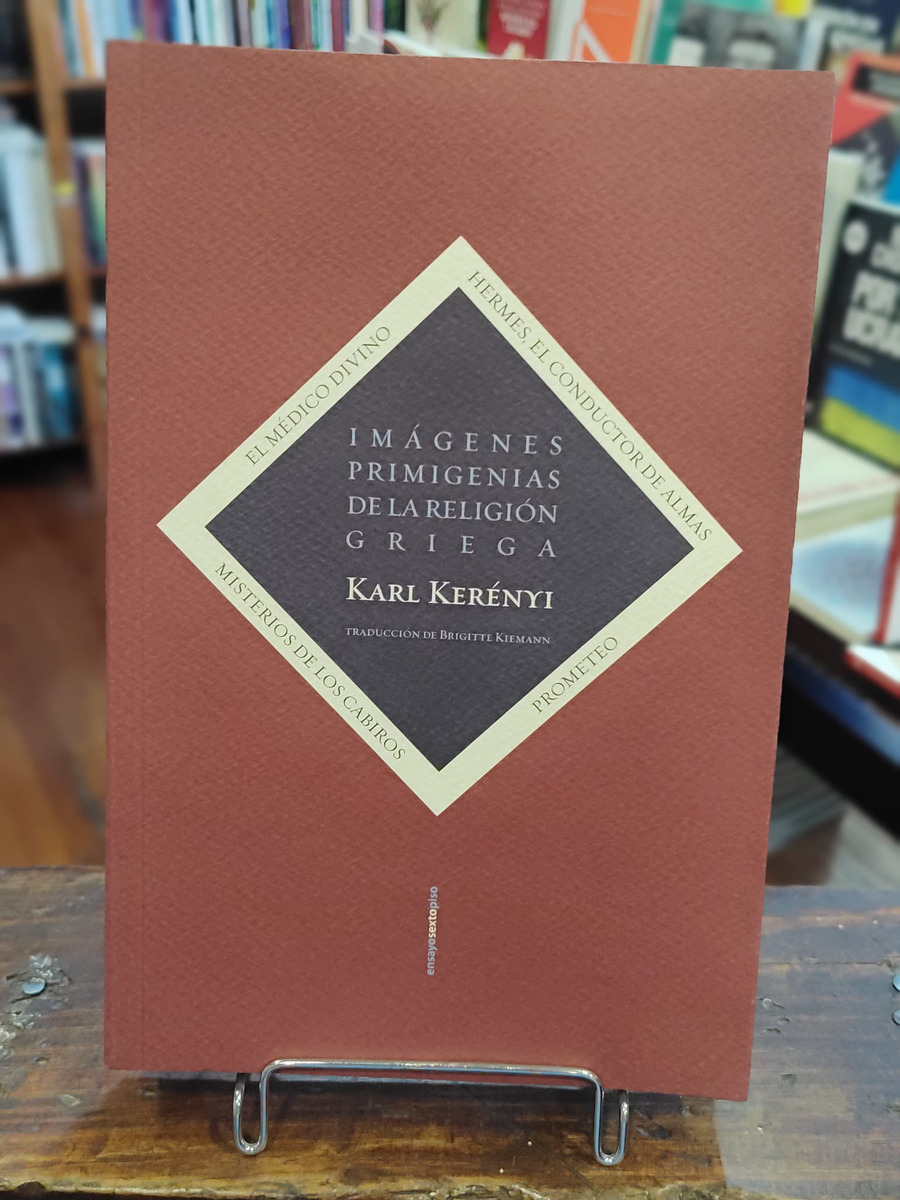 EL MÉDICO DIVINO
HERMES, EL CONDUCTOR DE ALMAS
IMÁGENES
PRIMIGENIAS
DE LA RELIGIÓN
GRIEGA
KARL KERÉNYI
TRADUCCIÓN DE BRIGITTE KIEMANN
MISTERIOS DE LOS CABIROS
PROMETEO
ensayosextopiso
POR